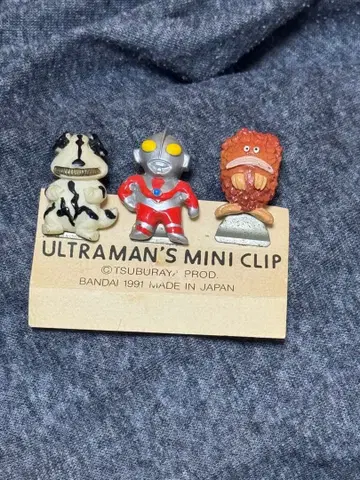 ULTRAMAN'S MINI CLIP
©TSUBURAYA PROD.
BANDAI 1991 MADE IN JAPAN